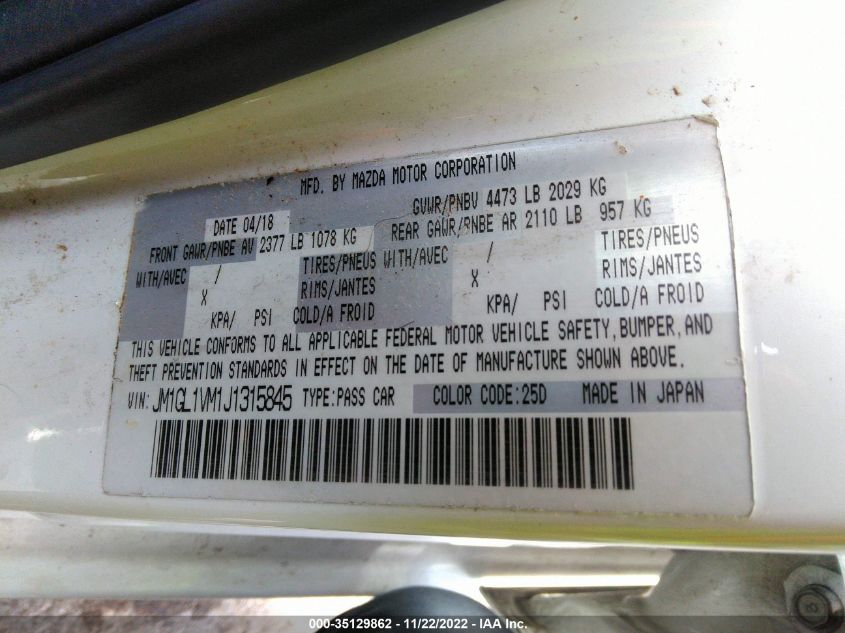 MFD. BY MAZDA MOTOR CORPORATION
DATE 04/18 GVWR/PNBV 4473 LB 2029 KG
FRONT GAWR/PNBE AV 2377 LB 1078 KG REAR GAWR/PNBE AR 2110 LB 957 KG
WITH/AVEC / TIRES/PNEUS WITH/AVEC / TIRES/PNEUS
X RIMS/JANTES X RIMS/JANTES
KPA/ PSI COLD/A FROID KPA/ PSI COLD/A FROID
THIS VEHICLE CONFORMS TO ALL APPLICABLE FEDERAL MOTOR VEHICLE SAFETY, BUMPER, AND
THEFT PREVENTION STANDARDS IN EFFECT ON THE DATE OF MANUFACTURE SHOWN ABOVE.
VIN: JM1GL1VM1J1315845 TYPE:PASS CAR COLOR CODE:25D MADE IN JAPAN
000-35129862 - 11/22/2022 - IAA Inc.